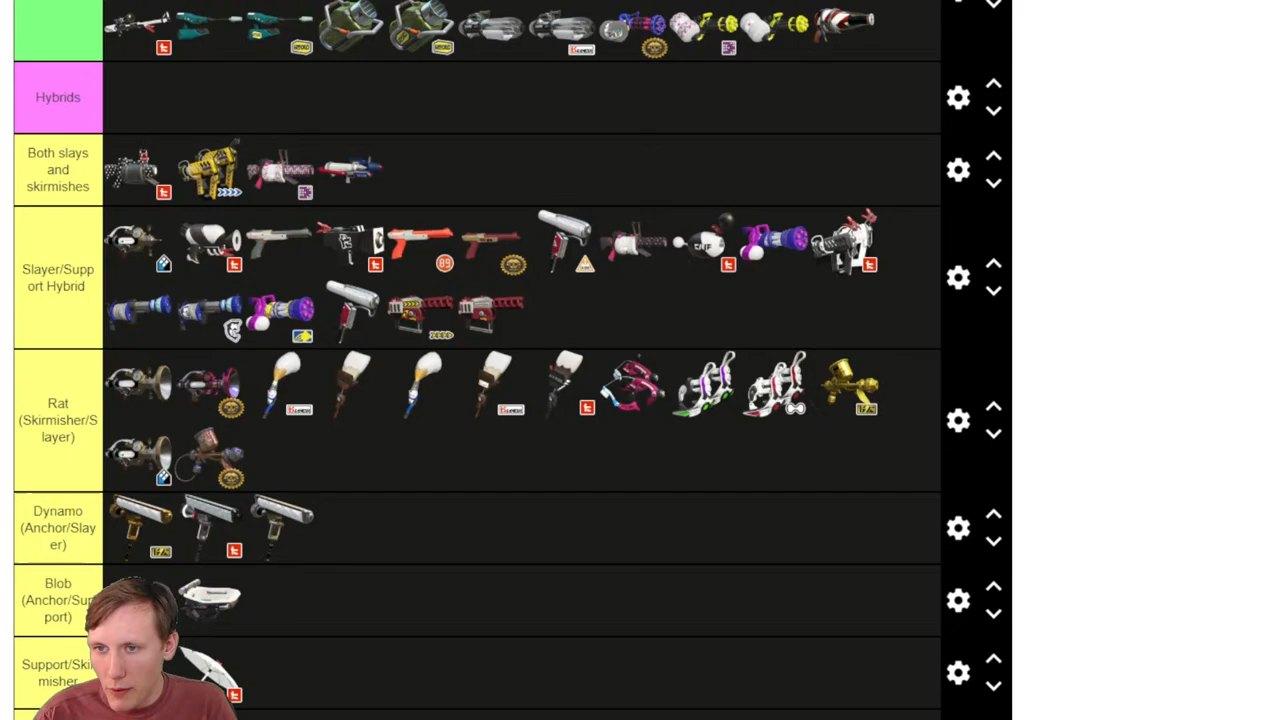 Hybrids
Both slays
and
skirmishes
Slayer/Supp
ort Hybrid
Rat
(Skirmisher/S
layer)
Dynamo
(Anchor/Slay
er)
Blob
(Anchor/Sup
port)
Support/Skir
misher